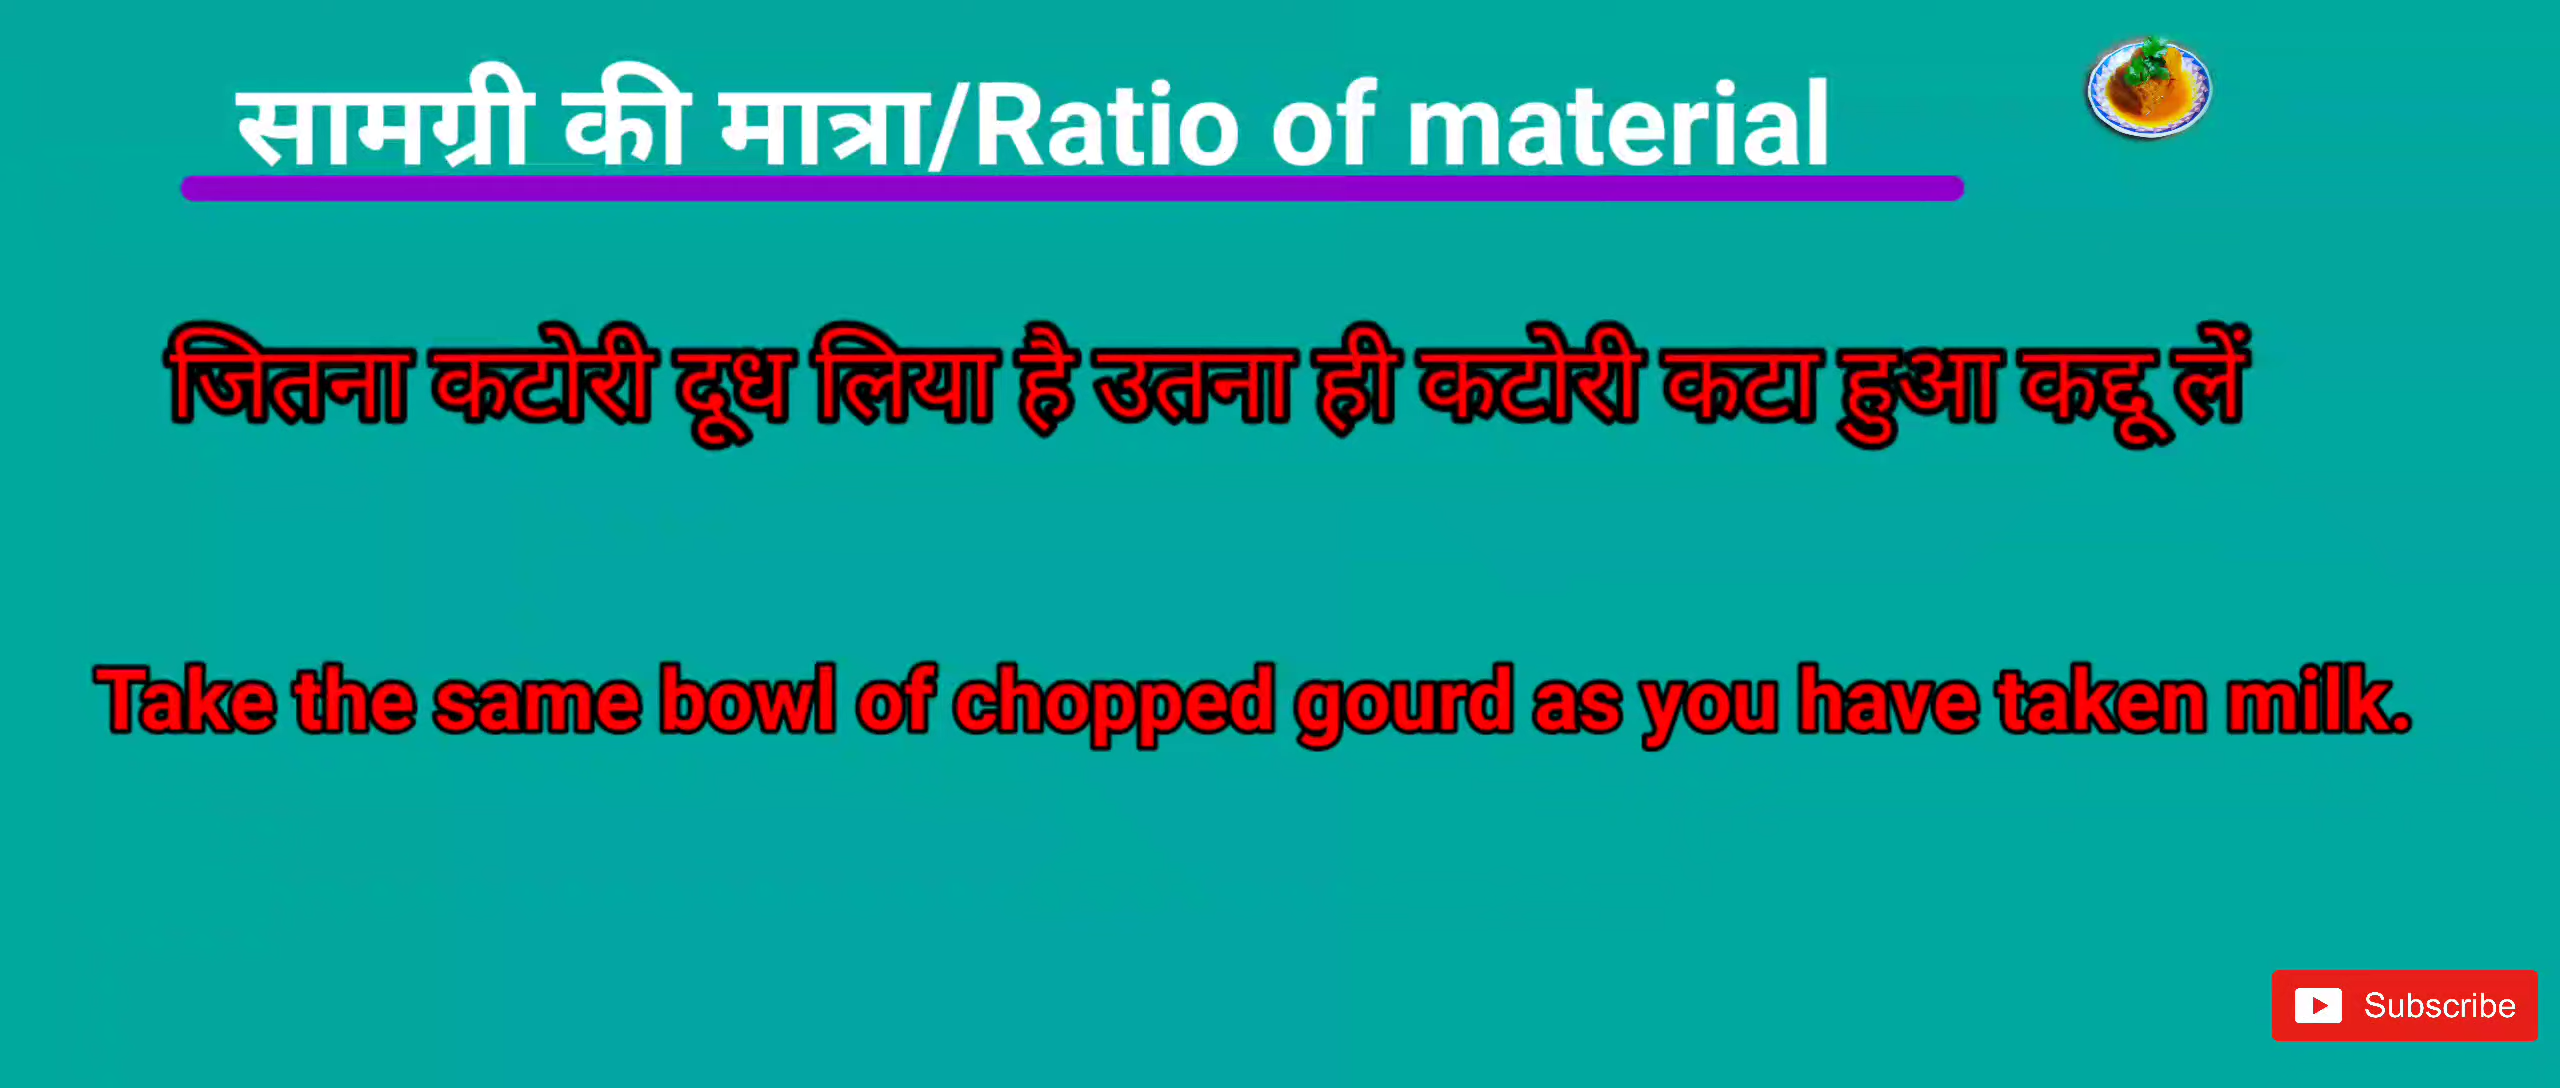 सामग्री की मात्रा/Ratio of material
जितना कटोरी दूध लिया है उतना ही कटोरी कटा हुआ कद्दू लें
Take the same bowl of chopped gourd as you have taken milk.
Subscribe